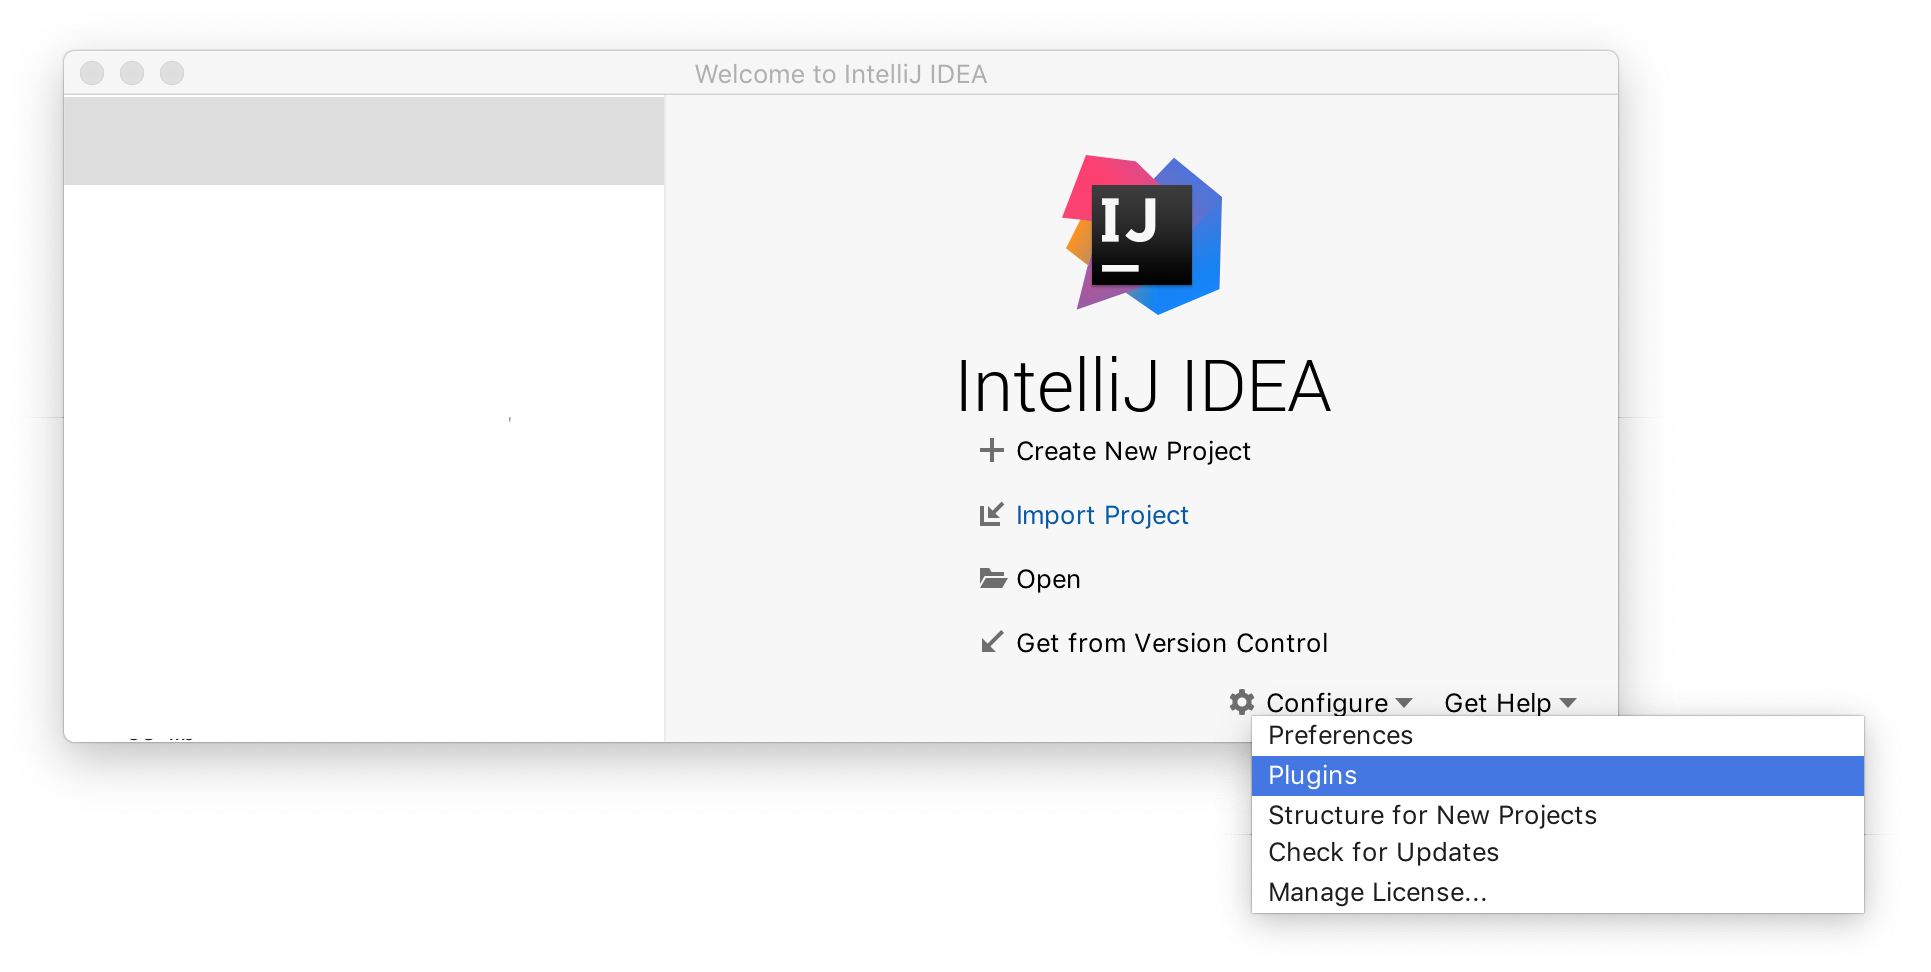 Welcome to IntelliJ IDEA
IJ
IntelliJ IDEA
Create New Project
Import Project
Open
Get from Version Control
Configure
Get Help
Preferences
Plugins
Structure for New Projects
Check for Updates
Manage License...